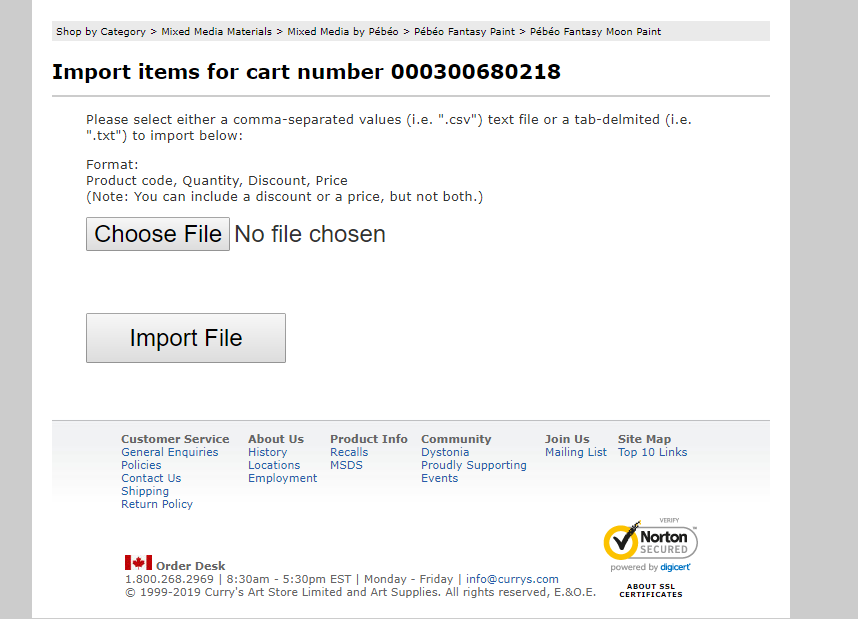 Shop by Category > Mixed Media Materials > Mixed Media by Pébéo > Pébéo Fantasy Paint > Pébéo Fantasy Moon Paint
Import items for cart number 000300680218
Please select either a comma-separated values (i.e. ".csv") text file or a tab-delmited (i.e.
".txt") to import below:
Format:
Product code, Quantity, Discount, Price
(Note: You can include a discount or a price, but not both.)
Choose File No file chosen
Import File
Customer Service About Us Product Info Community Join Us Site Map
General Enquiries History Recalls Dystonia Mailing List Top 10 Links
Policies Locations MSDS Proudly Supporting
Contact Us Employment Events
Shipping
Return Policy
VERIFY
Norton
SECURED
powered by digicert
ABOUT SSL
CERTIFICATES
Order Desk
1.800.268.2969 | 8:30am - 5:30pm EST | Monday - Friday | info@currys.com
© 1999-2019 Curry's Art Store Limited and Art Supplies. All rights reserved, E.&O.E.